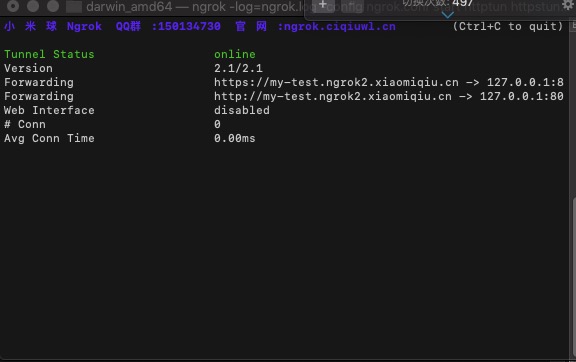 切换次数: 497
darwin_amd64 — ngrok -log=ngrok.l
小 米 球 Ngrok QQ群 :150134730 官 网 :ngrok.ciqiuwl.cn (Ctrl+C to quit)
Tunnel Status online
Version 2.1/2.1
Forwarding https://my-test.ngrok2.xiaomiqiu.cn -> 127.0.0.1:8
Forwarding http://my-test.ngrok2.xiaomiqiu.cn -> 127.0.0.1:80
Web Interface disabled
# Conn 0
Avg Conn Time 0.00ms